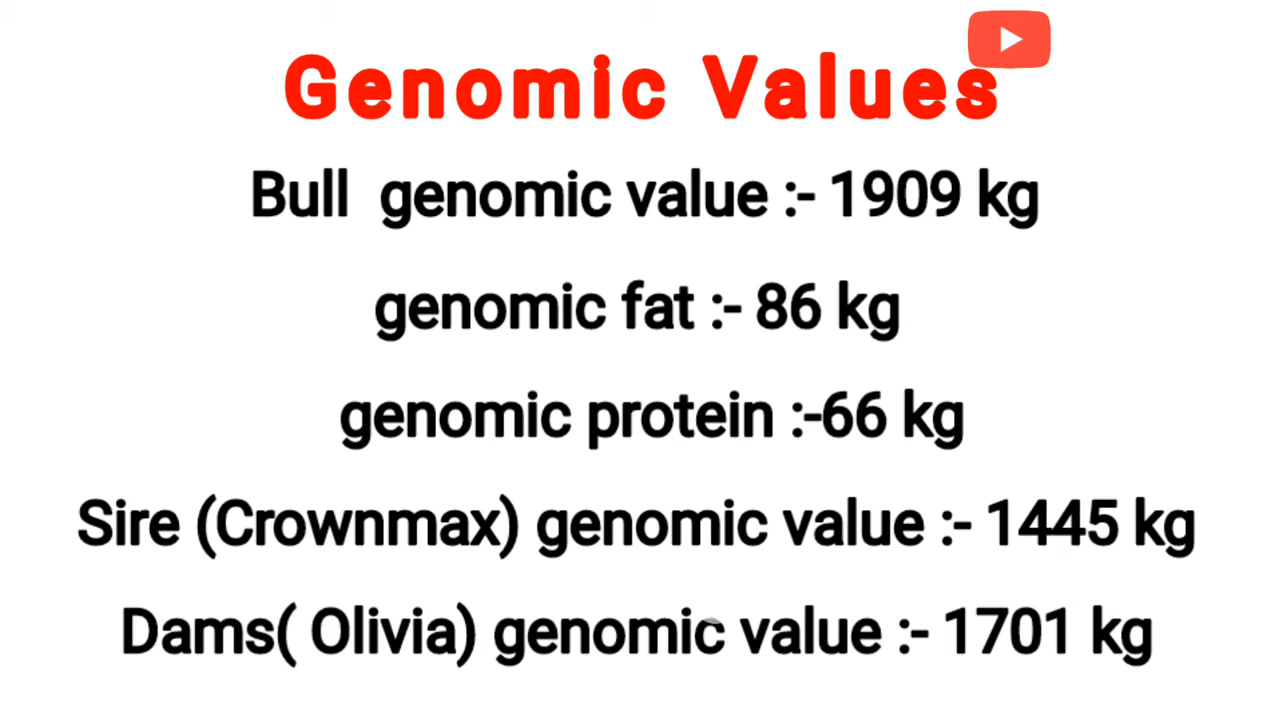 Genomic Values
Bull genomic value :- 1909 kg
genomic fat :- 86 kg
genomic protein :-66 kg
Sire (Crownmax) genomic value :- 1445 kg
Dams( Olivia) genomic value :- 1701 kg